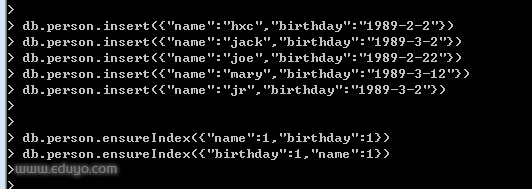 >
> db.person.insert({"name":"hxc","birthday":"1989-2-2"})
> db.person.insert({"name":"jack","birthday":"1989-3-2"})
> db.person.insert({"name":"joe","birthday":"1989-2-22"})
> db.person.insert({"name":"mary","birthday":"1989-3-12"})
> db.person.insert({"name":"jr","birthday":"1989-3-2"})
>
>
> db.person.ensureIndex({"name":1,"birthday":1})
> db.person.ensureIndex({"birthday":1,"name":1})
> www.eduyo.com
>